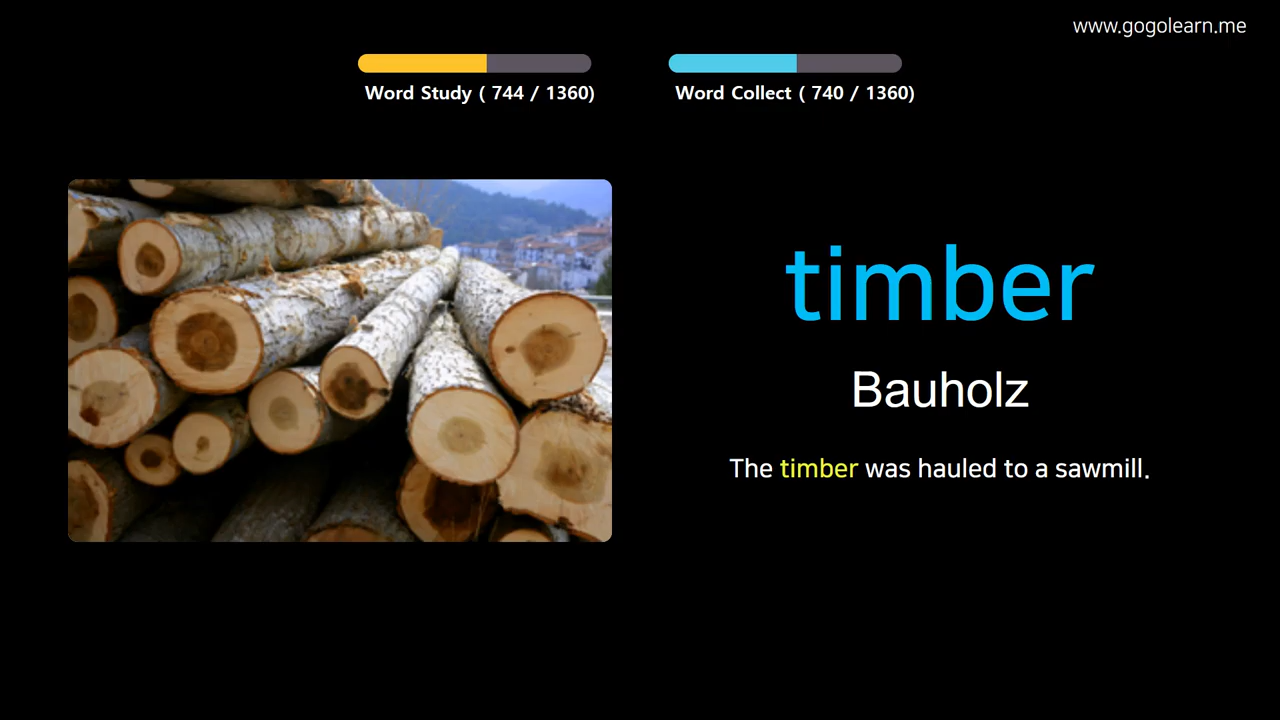 www.gogolearn.me
Word Study ( 744 / 1360)
Word Collect ( 740 / 1360)
timber
Bauholz
The timber was hauled to a sawmill.